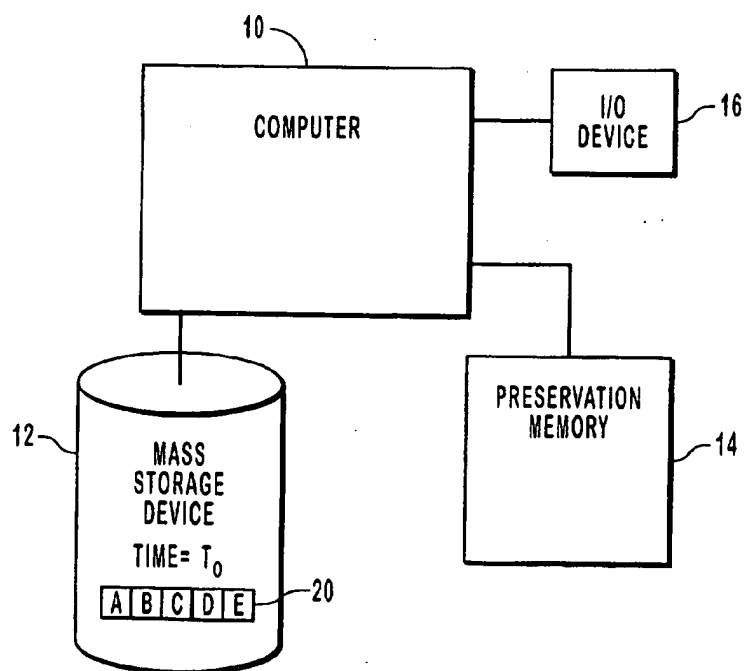 10
COMPUTER
I/O
DEVICE
16
12
MASS
STORAGE
DEVICE
TIME= T₀
A B C D E
20
PRESERVATION
MEMORY
14